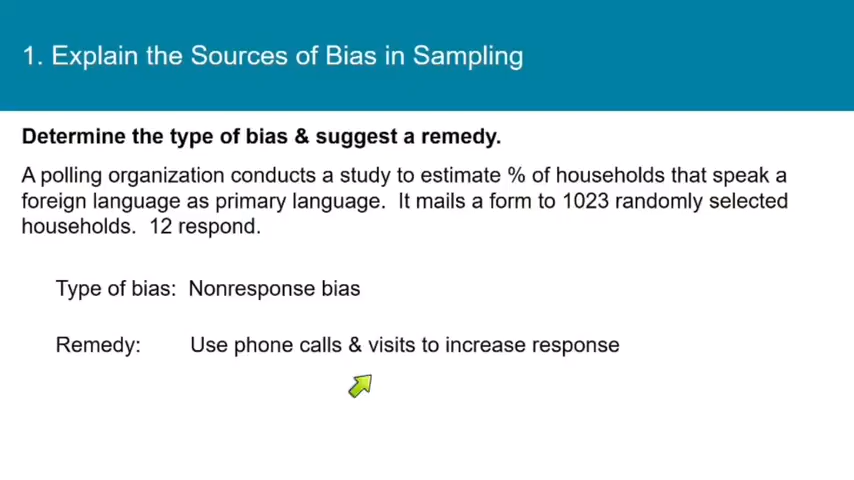 1. Explain the Sources of Bias in Sampling
Determine the type of bias & suggest a remedy.
A polling organization conducts a study to estimate % of households that speak a
foreign language as primary language.  It mails a form to 1023 randomly selected
households.  12 respond.
Type of bias:  Nonresponse bias
Remedy:  Use phone calls & visits to increase response